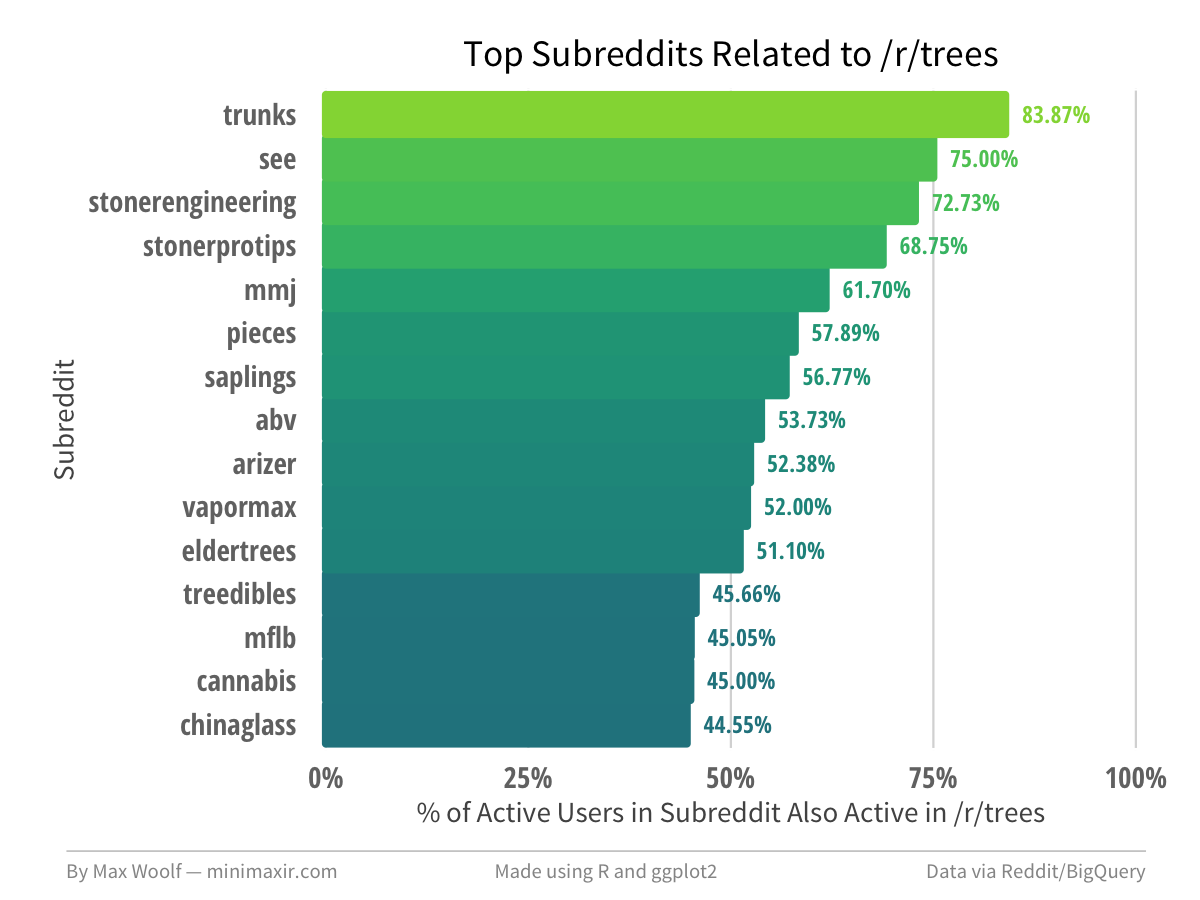 Top Subreddits Related to /r/trees
trunks 83.87%
see 75.00%
stonerengineering 72.73%
stonerprotips 68.75%
mmj 61.70%
pieces 57.89%
saplings 56.77%
abv 53.73%
arizer 52.38%
vapormax 52.00%
eldertrees 51.10%
treedibles 45.66%
mflb 45.05%
cannabis 45.00%
chinaglass 44.55%
Subreddit
0% 25% 50% 75% 100%
% of Active Users in Subreddit Also Active in /r/trees
By Max Woolf — minimaxir.com Made using R and ggplot2 Data via Reddit/BigQuery